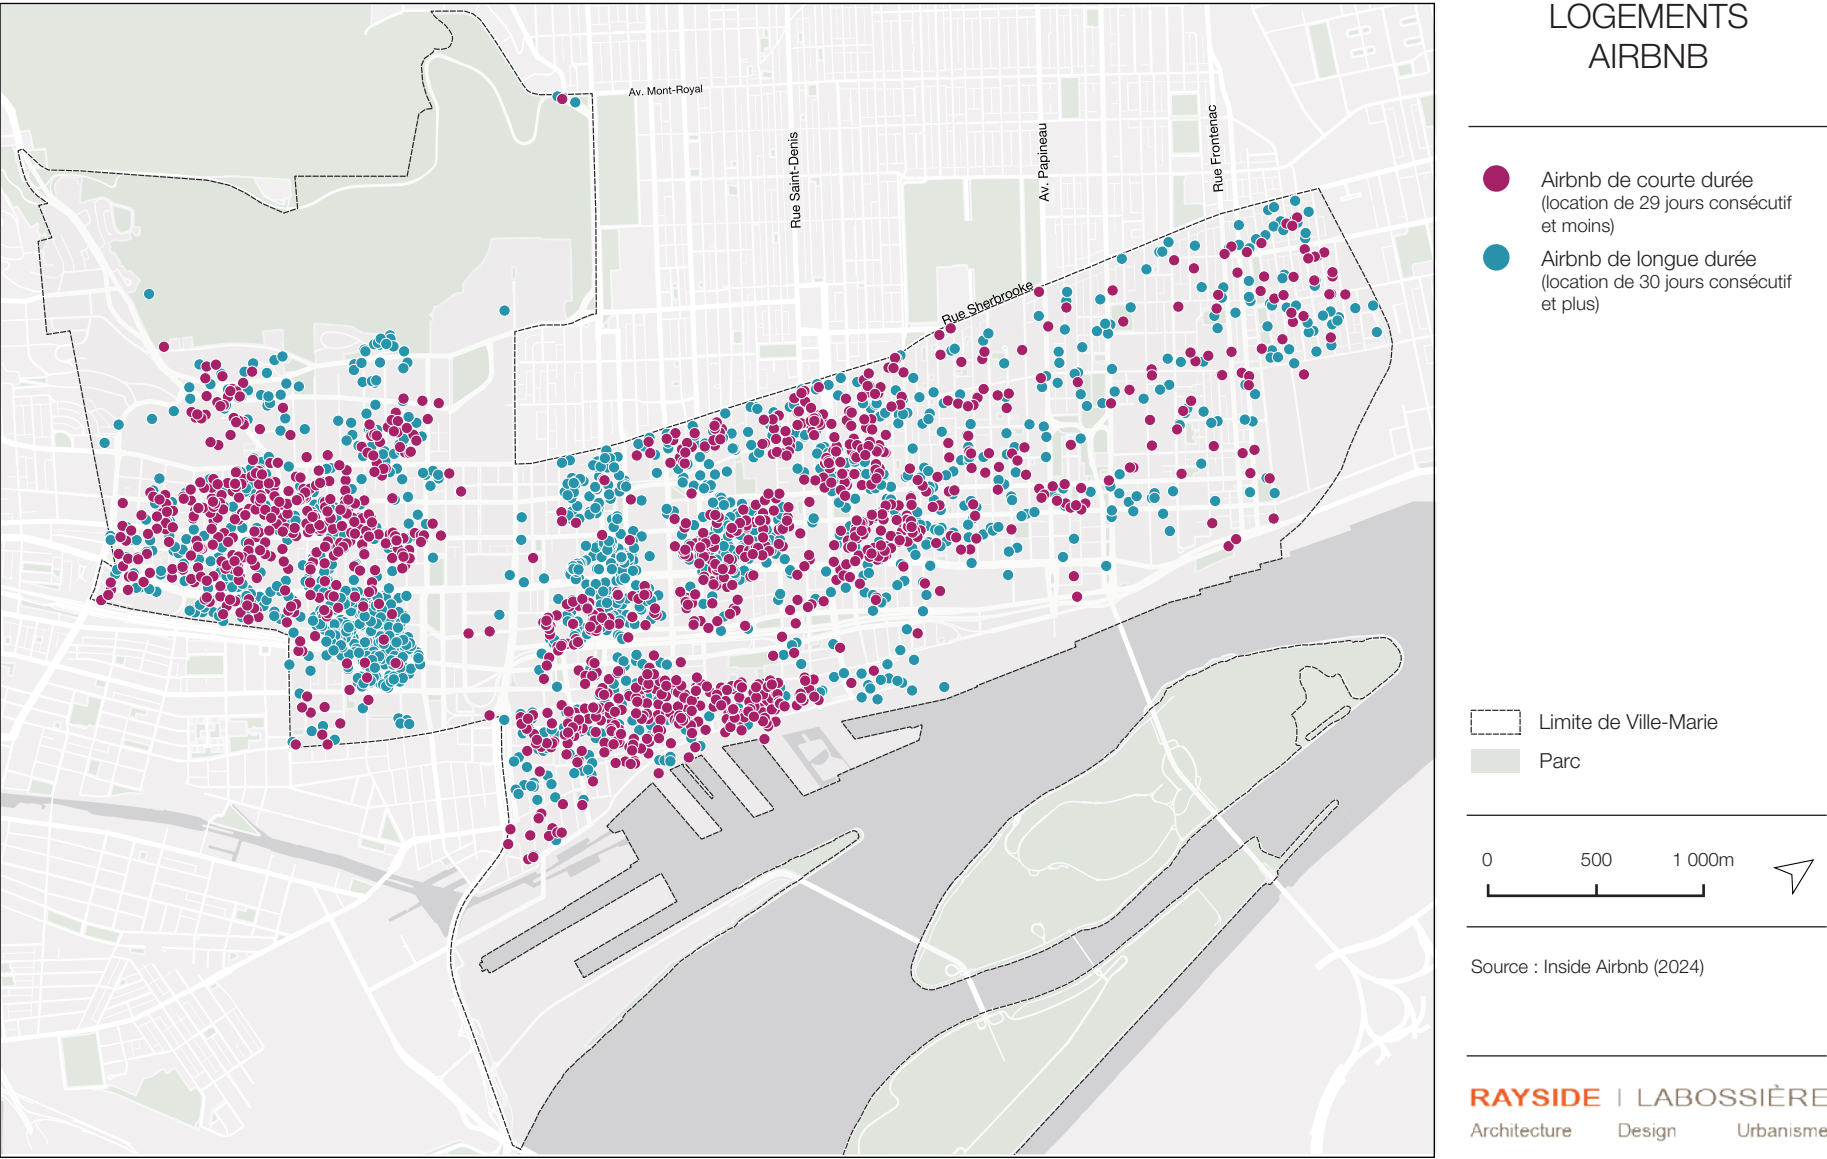 LOGEMENTS
AIRBNB
Airbnb de courte durée
(location de 29 jours consécutif
et moins)
Airbnb de longue durée
(location de 30 jours consécutif
et plus)
Av. Mont-Royal
Rue Saint-Denis
Av. Papineau
Rue Frontenac
Rue Sherbrooke
Limite de Ville-Marie
Parc
0 500 1 000m
Source : Inside Airbnb (2024)
RAYSIDE | LABOSSIÈRE
Architecture Design Urbanisme